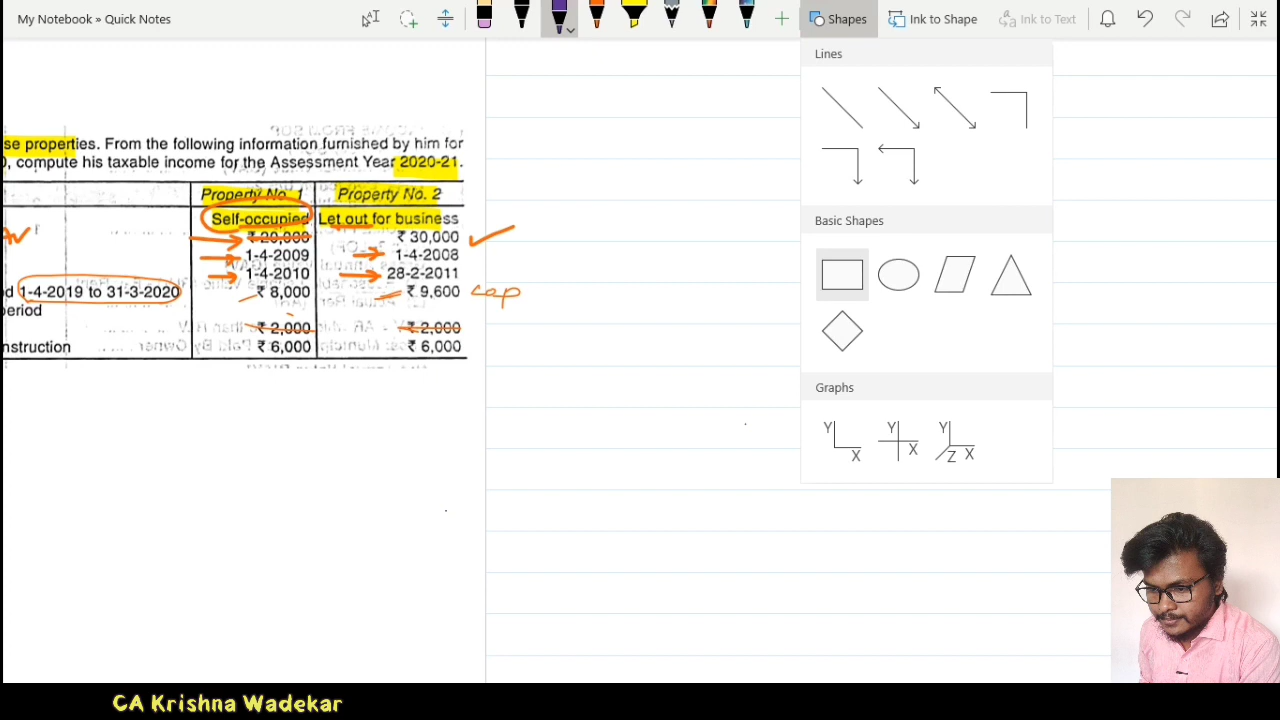 My Notebook » Quick Notes
Shapes
Ink to Shape
Ink to Text
Lines
Basic Shapes
Graphs
Y X
Y X
Y Z X
se properties. From the following information furnished by him for
, compute his taxable income for the Assessment Year 2020-21.
Property No. 1 Property No. 2
Self-occupied Let out for business
₹ 20,000 ₹ 30,000
1-4-2009 1-4-2008
1-4-2010 28-2-2011
d 1-4-2019 to 31-3-2020 ₹ 8,000 ₹ 9,600 cap
period
₹ 2,000 ₹ 2,000
nstruction ₹ 6,000 ₹ 6,000
CA Krishna Wadekar